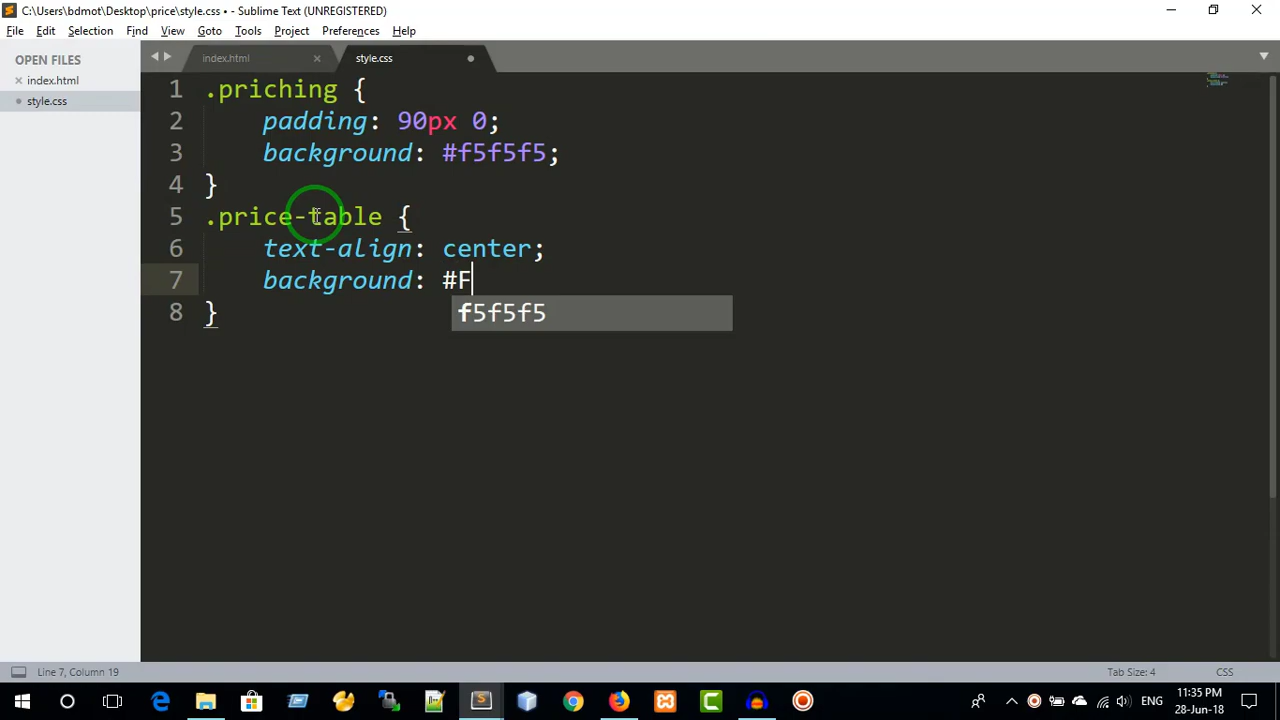 C:\Users\bdmot\Desktop\price\style.css • - Sublime Text (UNREGISTERED)
File Edit Selection Find View Goto Tools Project Preferences Help
OPEN FILES
index.html
style.css
index.html style.css
1 .priching {
2 padding: 90px 0;
3 background: #f5f5f5;
4 }
5 .price-table {
6 text-align: center;
7 background: #F
f5f5f5
8 }
Line 7, Column 19 Tab Size: 4 CSS
ENG
11:35 PM
28-Jun-18